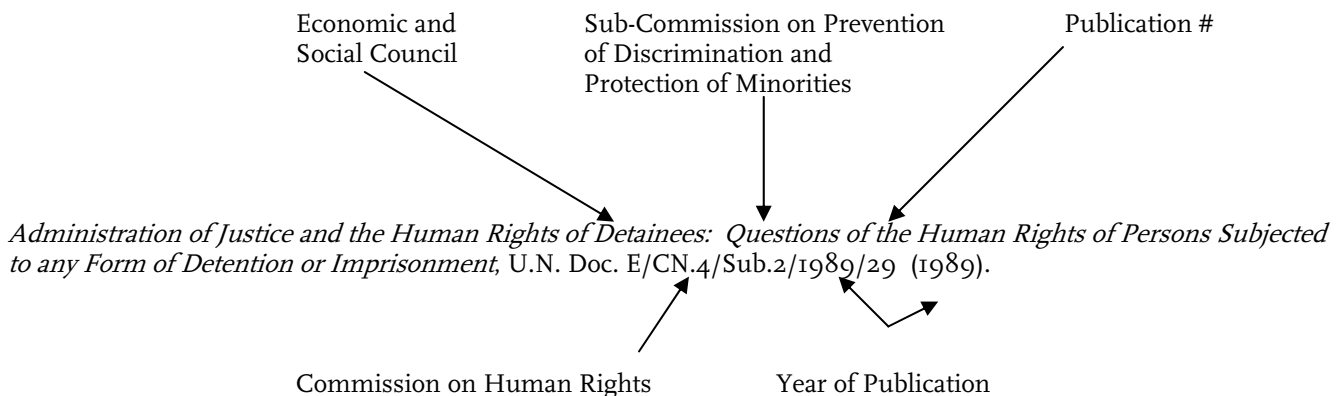 Economic and
Social Council
Sub-Commission on Prevention
of Discrimination and
Protection of Minorities
Publication #
Administration of Justice and the Human Rights of Detainees: Questions of the Human Rights of Persons Subjected
to any Form of Detention or Imprisonment, U.N. Doc. E/CN.4/Sub.2/1989/29 (1989).
Commission on Human Rights
Year of Publication